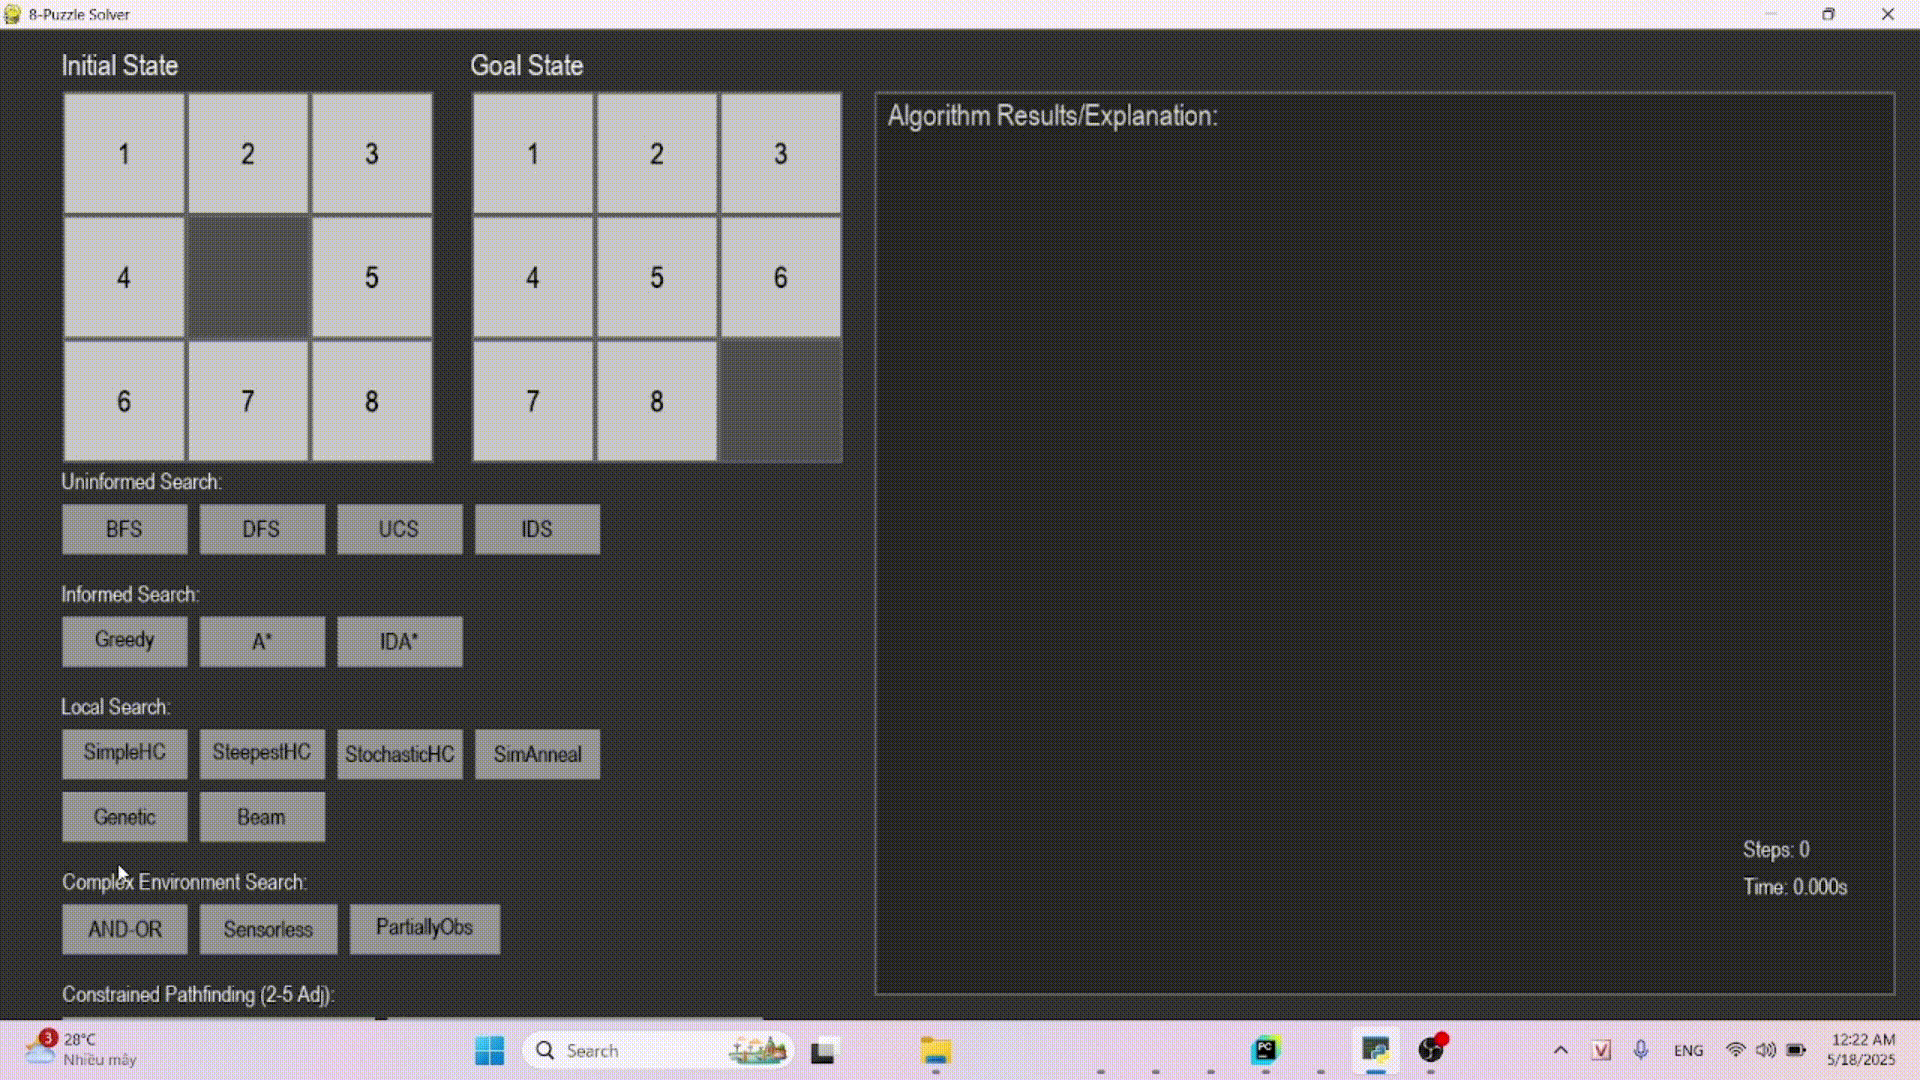 8-Puzzle Solver
Initial State
Goal State
1 2 3
4 5
6 7 8
1 2 3
4 5 6
7 8
Algorithm Results/Explanation:
Steps: 0
Time: 0.000s
Uninformed Search:
BFS DFS UCS IDS
Informed Search:
Greedy A* IDA*
Local Search:
SimpleHC SteepestHC StochasticHC SimAnneal
Genetic Beam
Complex Environment Search:
AND-OR Sensorless PartiallyObs
Constrained Pathfinding (2-5 Adj):
3
28°C
Nhiều mây
Search
PC
V
ENG
12:22 AM
5/18/2025